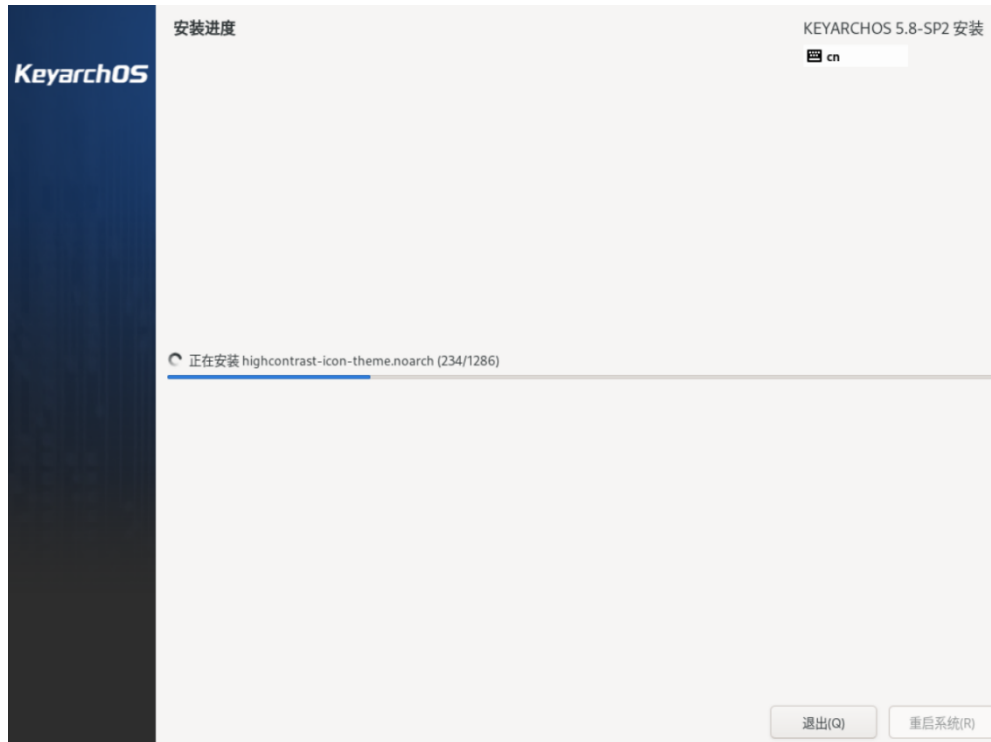 安装进度
KEYARCHOS 5.8-SP2 安装
cn
KeyarchOS
正在安装 highcontrast-icon-theme.noarch (234/1286)
退出(Q)
重启系统(R)